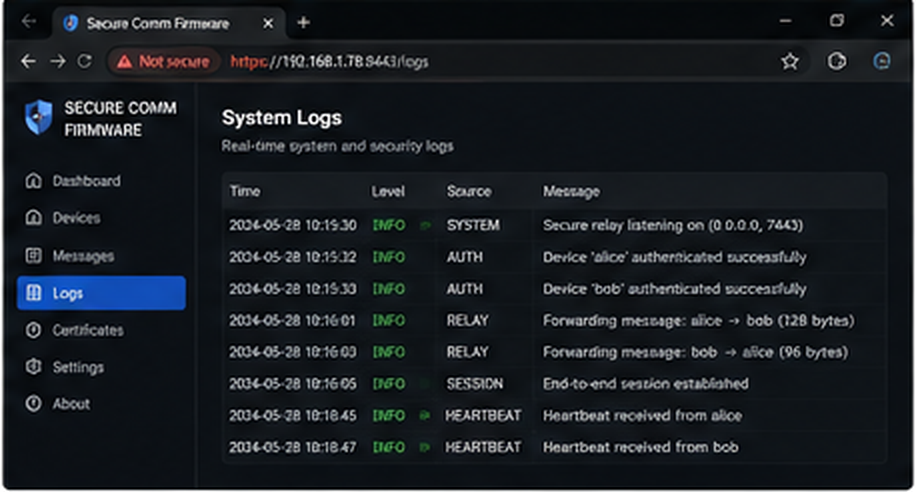 Secure Comm Firmware
Not secure https://192.168.1.78:8443/logs
SECURE COMM
FIRMWARE
System Logs
Real-time system and security logs
Dashboard
Devices
Messages
Logs
Certificates
Settings
About
Time Level Source Message
2024-05-28 10:15:30 INFO SYSTEM Secure relay listening on (0.0.0.0, 7443)
2024-05-28 10:15:32 INFO AUTH Device 'alice' authenticated successfully
2024-05-28 10:15:33 INFO AUTH Device 'bob' authenticated successfully
2024-05-28 10:16:01 INFO RELAY Forwarding message: alice → bob (128 bytes)
2024-05-28 10:16:03 INFO RELAY Forwarding message: bob → alice (96 bytes)
2024-05-28 10:16:05 INFO SESSION End-to-end session established
2024-05-28 10:18:45 INFO HEARTBEAT Heartbeat received from alice
2024-05-28 10:18:47 INFO HEARTBEAT Heartbeat received from bob